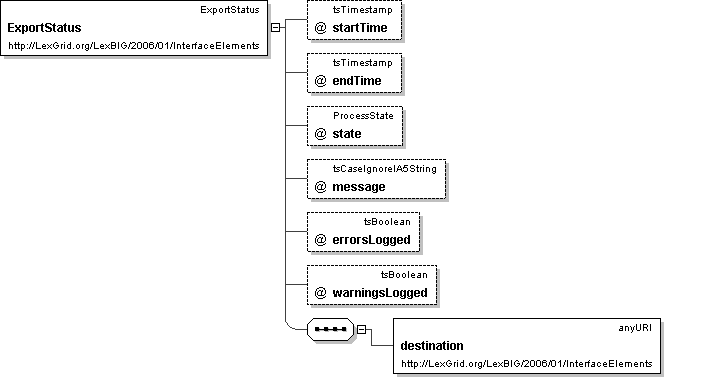 ExportStatus
ExportStatus
http://LexGrid.org/LexBIG/2006/01/InterfaceElements
tsTimestamp
@ startTime
tsTimestamp
@ endTime
ProcessState
@ state
tsCaseIgnoreIA5String
@ message
tsBoolean
@ errorsLogged
tsBoolean
@ warningsLogged
anyURI
destination
http://LexGrid.org/LexBIG/2006/01/InterfaceElements